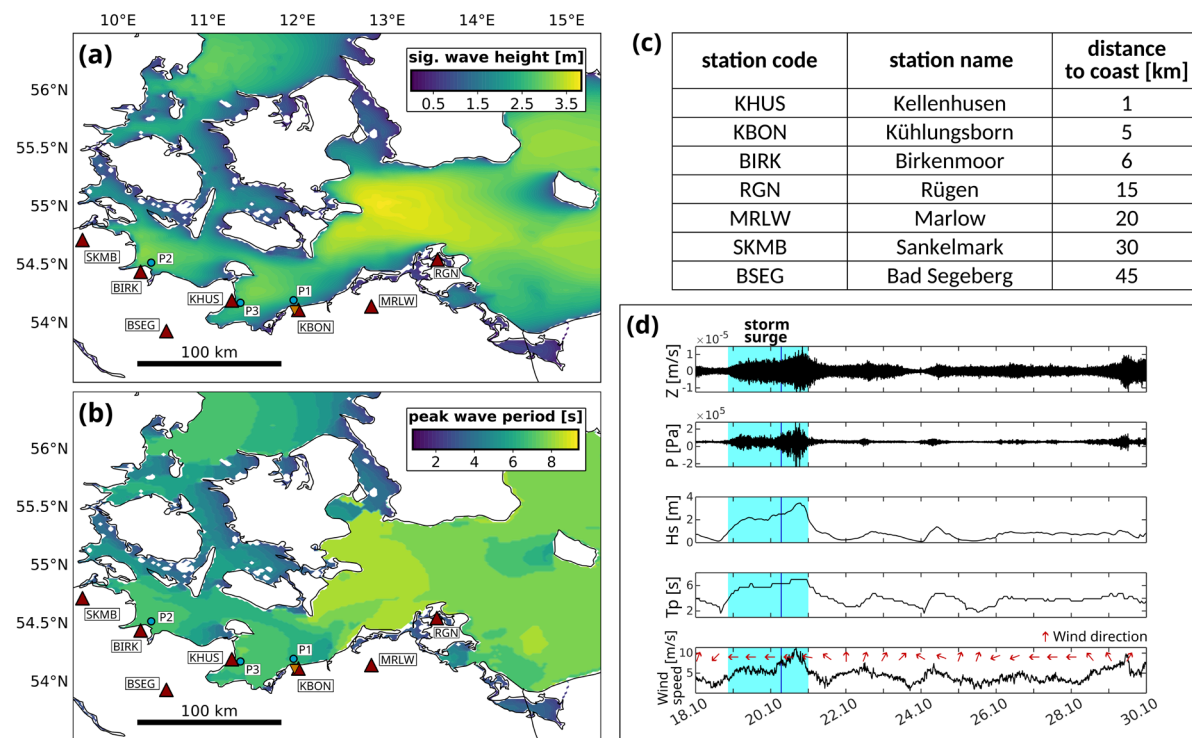 10°E 11°E 12°E 13°E 14°E 15°E
(a)
sig. wave height [m]
0.5 1.5 2.5 3.5
56°N
55.5°N
55°N
54.5°N
54°N
SKMB
P2
BIRK
KHUS
P3
P1
KBON
MRLW
RGN
BSEG
100 km
(b)
peak wave period [s]
2 4 6 8
56°N
55.5°N
55°N
54.5°N
54°N
SKMB
P2
BIRK
KHUS
P3
P1
KBON
MRLW
RGN
BSEG
100 km
(c)
station code station name distance
to coast [km]
KHUS Kellenhusen 1
KBON Kühlungsborn 5
BIRK Birkenmoor 6
RGN Rügen 15
MRLW Marlow 20
SKMB Sankelmark 30
BSEG Bad Segeberg 45
(d)
storm
surge
×10⁻⁵
Z [m/s]
1
0
-1
×10⁵
P [Pa]
2
0
-2
Hs [m]
4
2
0
Tp [s]
6
4
2
↑ Wind direction
Wind
speed [m/s]
10
5
18.10 20.10 22.10 24.10 26.10 28.10 30.10